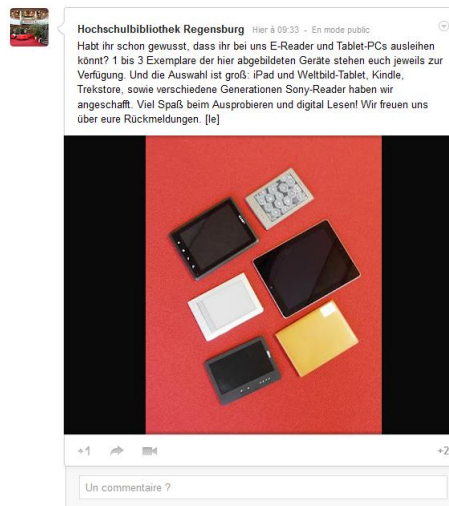 Hochschulbibliothek Regensburg Hier à 09:33 - En mode public
Habt ihr schon gewusst, dass ihr bei uns E-Reader und Tablet-PCs ausleihen
könnt? 1 bis 3 Exemplare der hier abgebildeten Geräte stehen euch jeweils zur
Verfügung. Und die Auswahl ist groß: iPad und Weltbild-Tablet, Kindle,
Trekstore, sowie verschiedene Generationen Sony-Reader haben wir
angeschafft. Viel Spaß beim Ausprobieren und digital Lesen! Wir freuen uns
über eure Rückmeldungen. [le]
+1
+2
Un commentaire ?